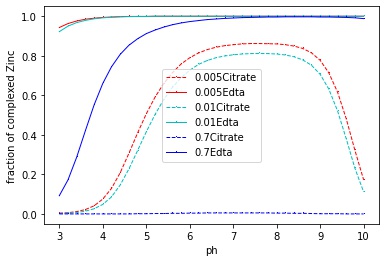 1.0
0.8
0.6
0.4
0.2
0.0
fraction of complexed Zinc
0.005Citrate
0.005Edta
0.01Citrate
0.01Edta
0.7Citrate
0.7Edta
3 4 5 6 7 8 9 10
ph